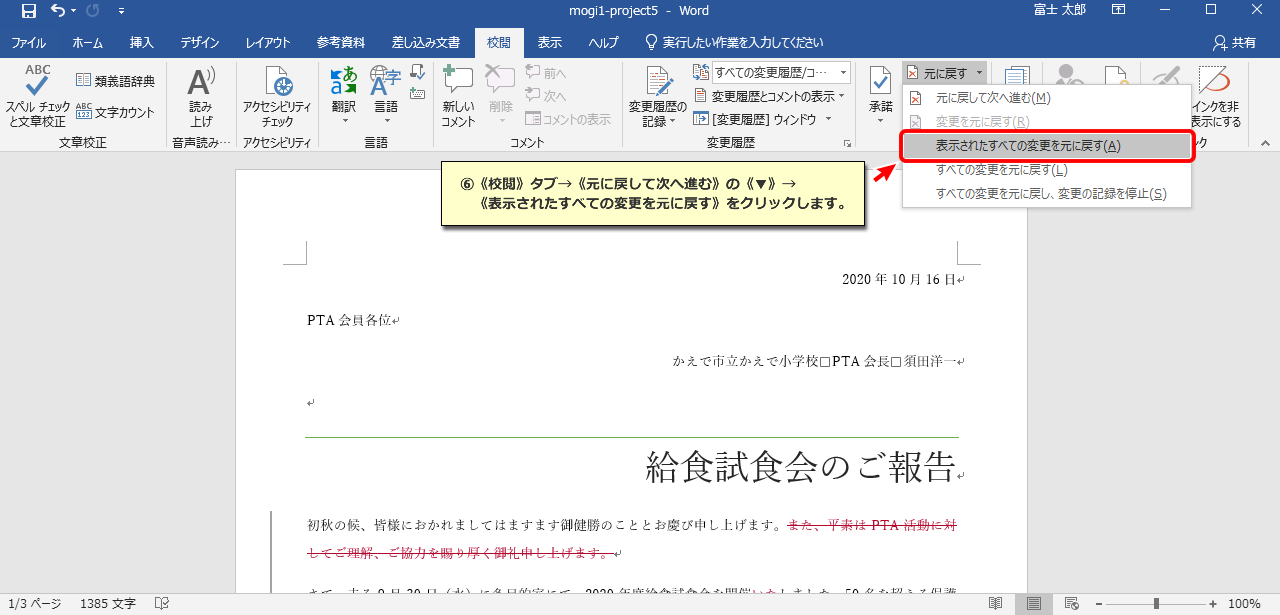 mogi1-project5 - Word
富士 太郎
ファイル ホーム 挿入 デザイン レイアウト 参考資料 差し込み文書 校閲 表示 ヘルプ 実行したい作業を入力してください 共有
ABC
スペル チェックと文章校正
類義語辞典
ABC
123
文字カウント
文章校正
A
読み上げ
音声読み…
アクセシビリティ チェック
アクセシビリティ
あ
a
翻訳
字
A
言語
言語
新しいコメント
削除
前へ
次へ
コメントの表示
コメント
変更履歴の記録
すべての変更履歴/コ…
変更履歴とコメントの表示
[変更履歴] ウィンドウ
変更履歴
承諾
元に戻す
元に戻して次へ進む(M)
変更を元に戻す(R)
表示されたすべての変更を元に戻す(A)
すべての変更を元に戻す(L)
すべての変更を元に戻し、変更の記録を停止(S)
インクを非表示にする
ク
⑥《校閲》タブ→《元に戻して次へ進む》の《▼》→
《表示されたすべての変更を元に戻す》をクリックします。
2020 年 10 月 16 日↵
PTA 会員各位↵
かえで市立かえで小学校□PTA 会長□須田洋一↵
↵
給食試食会のご報告↵
初秋の候、皆様におかれましてはますます御健勝のこととお慶び申し上げます。また、平素は PTA 活動に対
してご理解、ご協力を賜り厚く御礼申し上げます。↵
1/3 ページ 1385 文字
100%